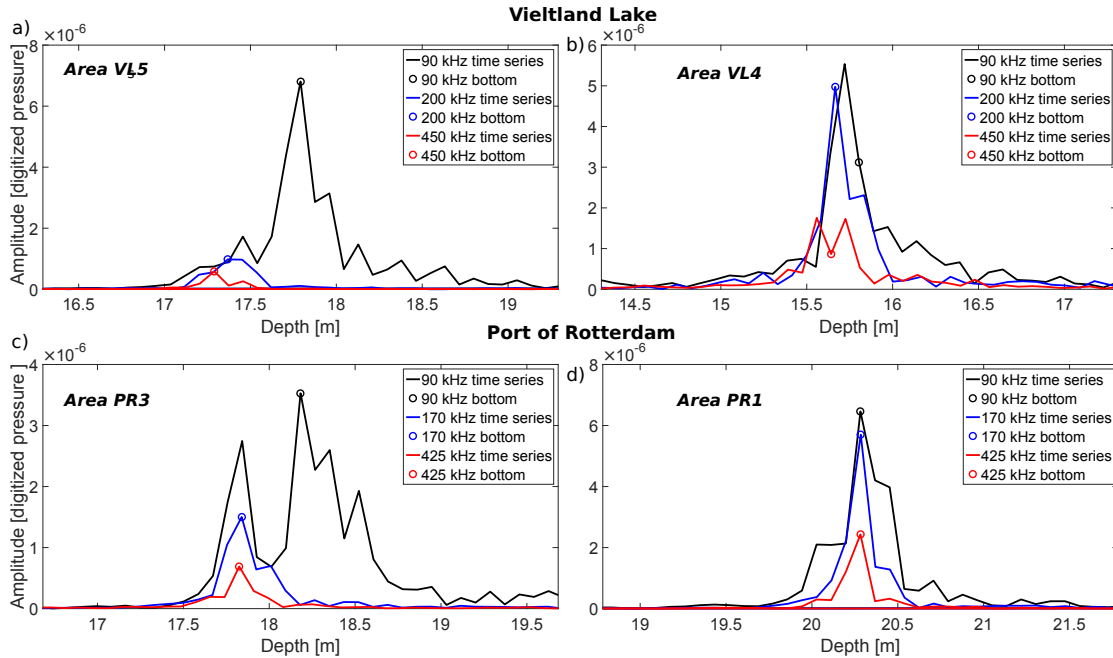 Vieltland Lake
a)
×10-6
8
6
4
2
0
Amplitude [digitized pressure]
Area VL5
s
90 kHz time series
90 kHz bottom
200 kHz time series
200 kHz bottom
450 kHz time series
450 kHz bottom
16.5 17 17.5 18 18.5 19
Depth [m]
b)
×10-6
6
5
4
3
2
1
0
Area VL4
90 kHz time series
90 kHz bottom
200 kHz time series
200 kHz bottom
450 kHz time series
450 kHz bottom
14.5 15 15.5 16 16.5 17
Depth [m]
Port of Rotterdam
c)
×10-6
4
3
2
1
0
Amplitude [digitized pressure ]
Area PR3
90 kHz time series
90 kHz bottom
170 kHz time series
170 kHz bottom
425 kHz time series
425 kHz bottom
17 17.5 18 18.5 19 19.5
Depth [m]
d)
×10-6
8
6
4
2
0
Area PR1
90 kHz time series
90 kHz bottom
170 kHz time series
170 kHz bottom
425 kHz time series
425 kHz bottom
19 19.5 20 20.5 21 21.5
Depth [m]